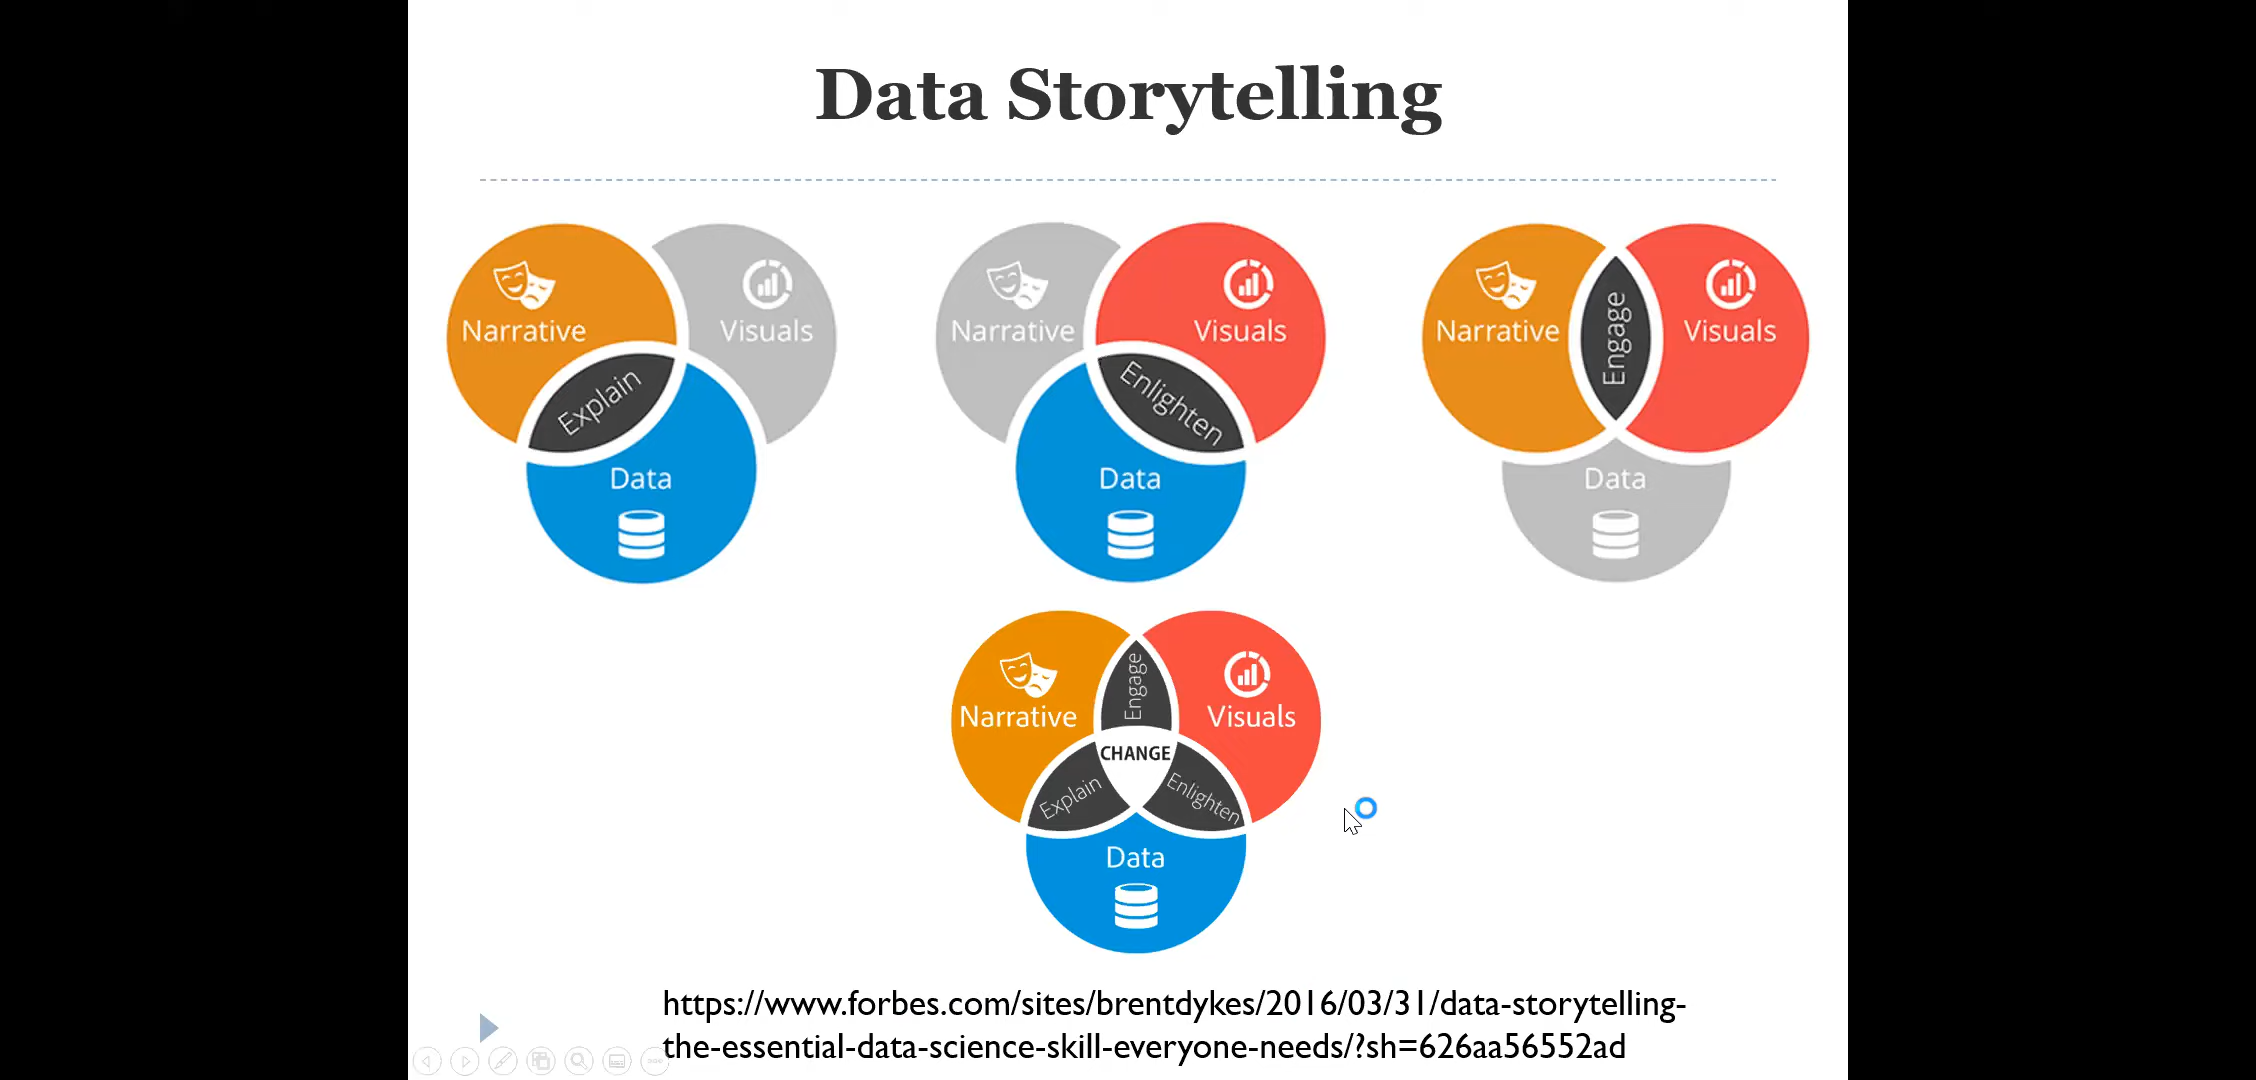 Data Storytelling
Narrative
Visuals
Explain
Data
Narrative
Visuals
Enlighten
Data
Narrative
Engage
Visuals
Data
Narrative
Engage
Visuals
CHANGE
Explain
Enlighten
Data
https://www.forbes.com/sites/brentdykes/2016/03/31/data-storytelling-
the-essential-data-science-skill-everyone-needs/?sh=626aa56552ad